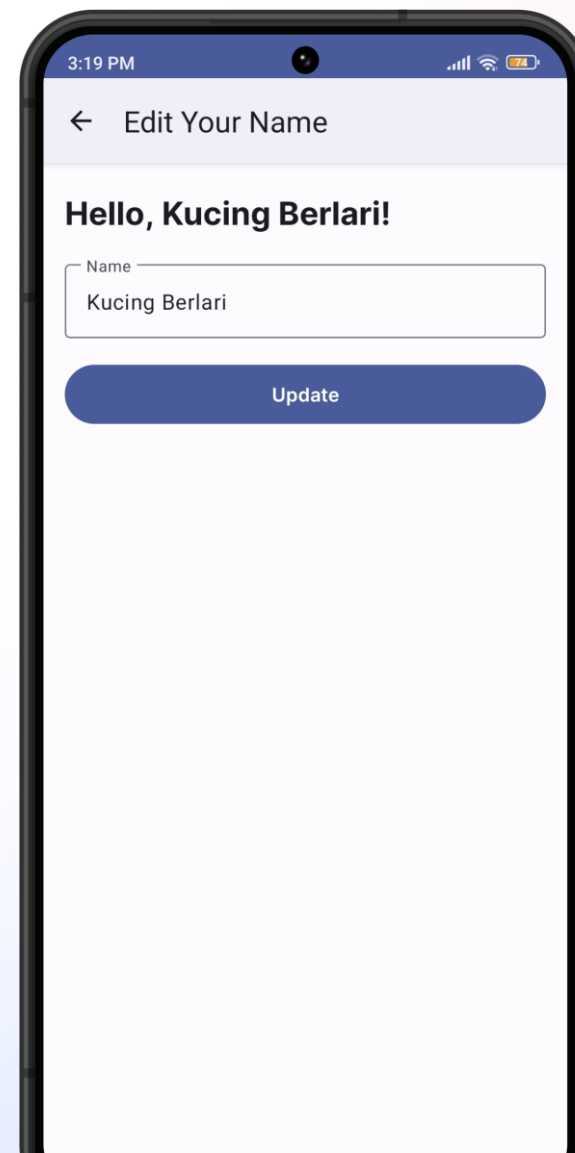 3:19 PM
74
Edit Your Name
Hello, Kucing Berlari!
Name
Kucing Berlari
Update